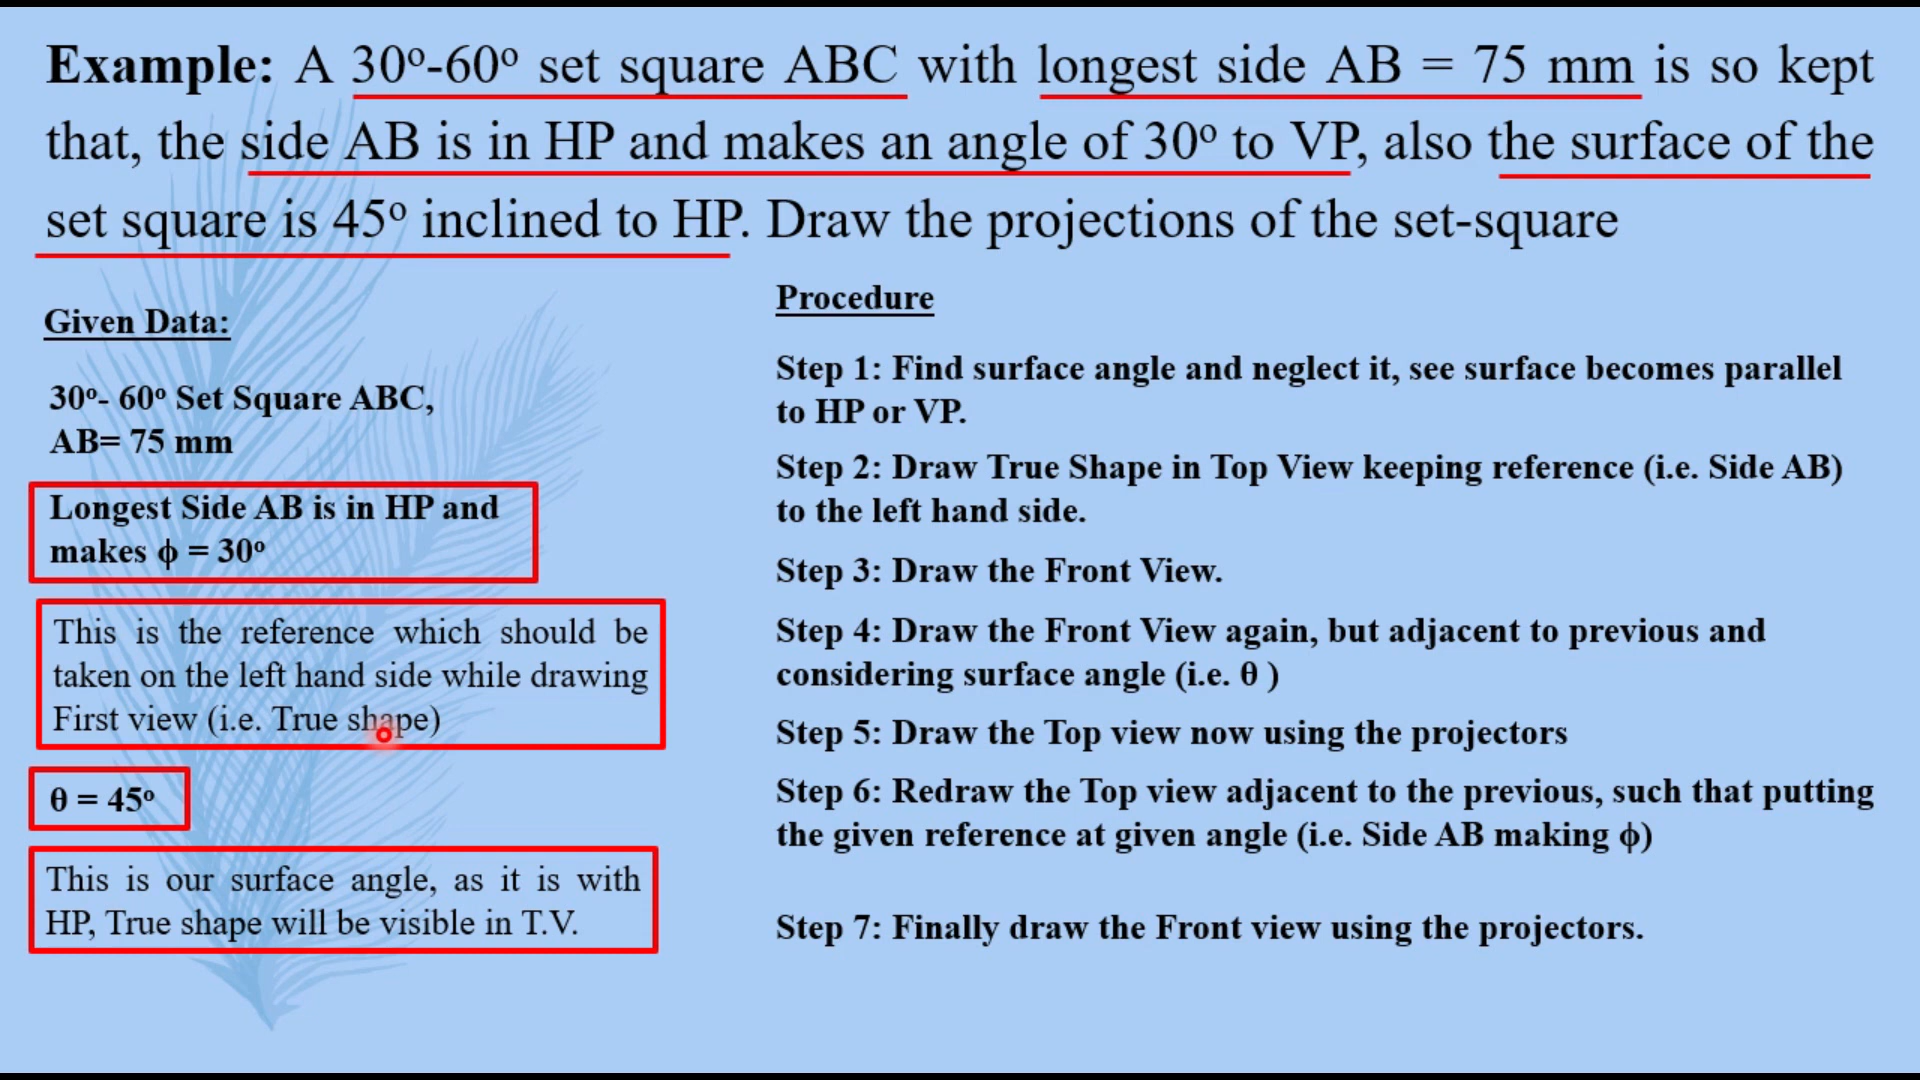 Example: A 30º-60º set square ABC with longest side AB = 75 mm is so kept
that, the side AB is in HP and makes an angle of 30º to VP, also the surface of the
set square is 45º inclined to HP. Draw the projections of the set-square
Given Data:
30º- 60º Set Square ABC,
AB= 75 mm
Longest Side AB is in HP and
makes ϕ = 30º
This is the reference which should be
taken on the left hand side while drawing
First view (i.e. True shape)
θ = 45º
This is our surface angle, as it is with
HP, True shape will be visible in T.V.
Procedure
Step 1: Find surface angle and neglect it, see surface becomes parallel
to HP or VP.
Step 2: Draw True Shape in Top View keeping reference (i.e. Side AB)
to the left hand side.
Step 3: Draw the Front View.
Step 4: Draw the Front View again, but adjacent to previous and
considering surface angle (i.e. θ )
Step 5: Draw the Top view now using the projectors
Step 6: Redraw the Top view adjacent to the previous, such that putting
the given reference at given angle (i.e. Side AB making ϕ)
Step 7: Finally draw the Front view using the projectors.